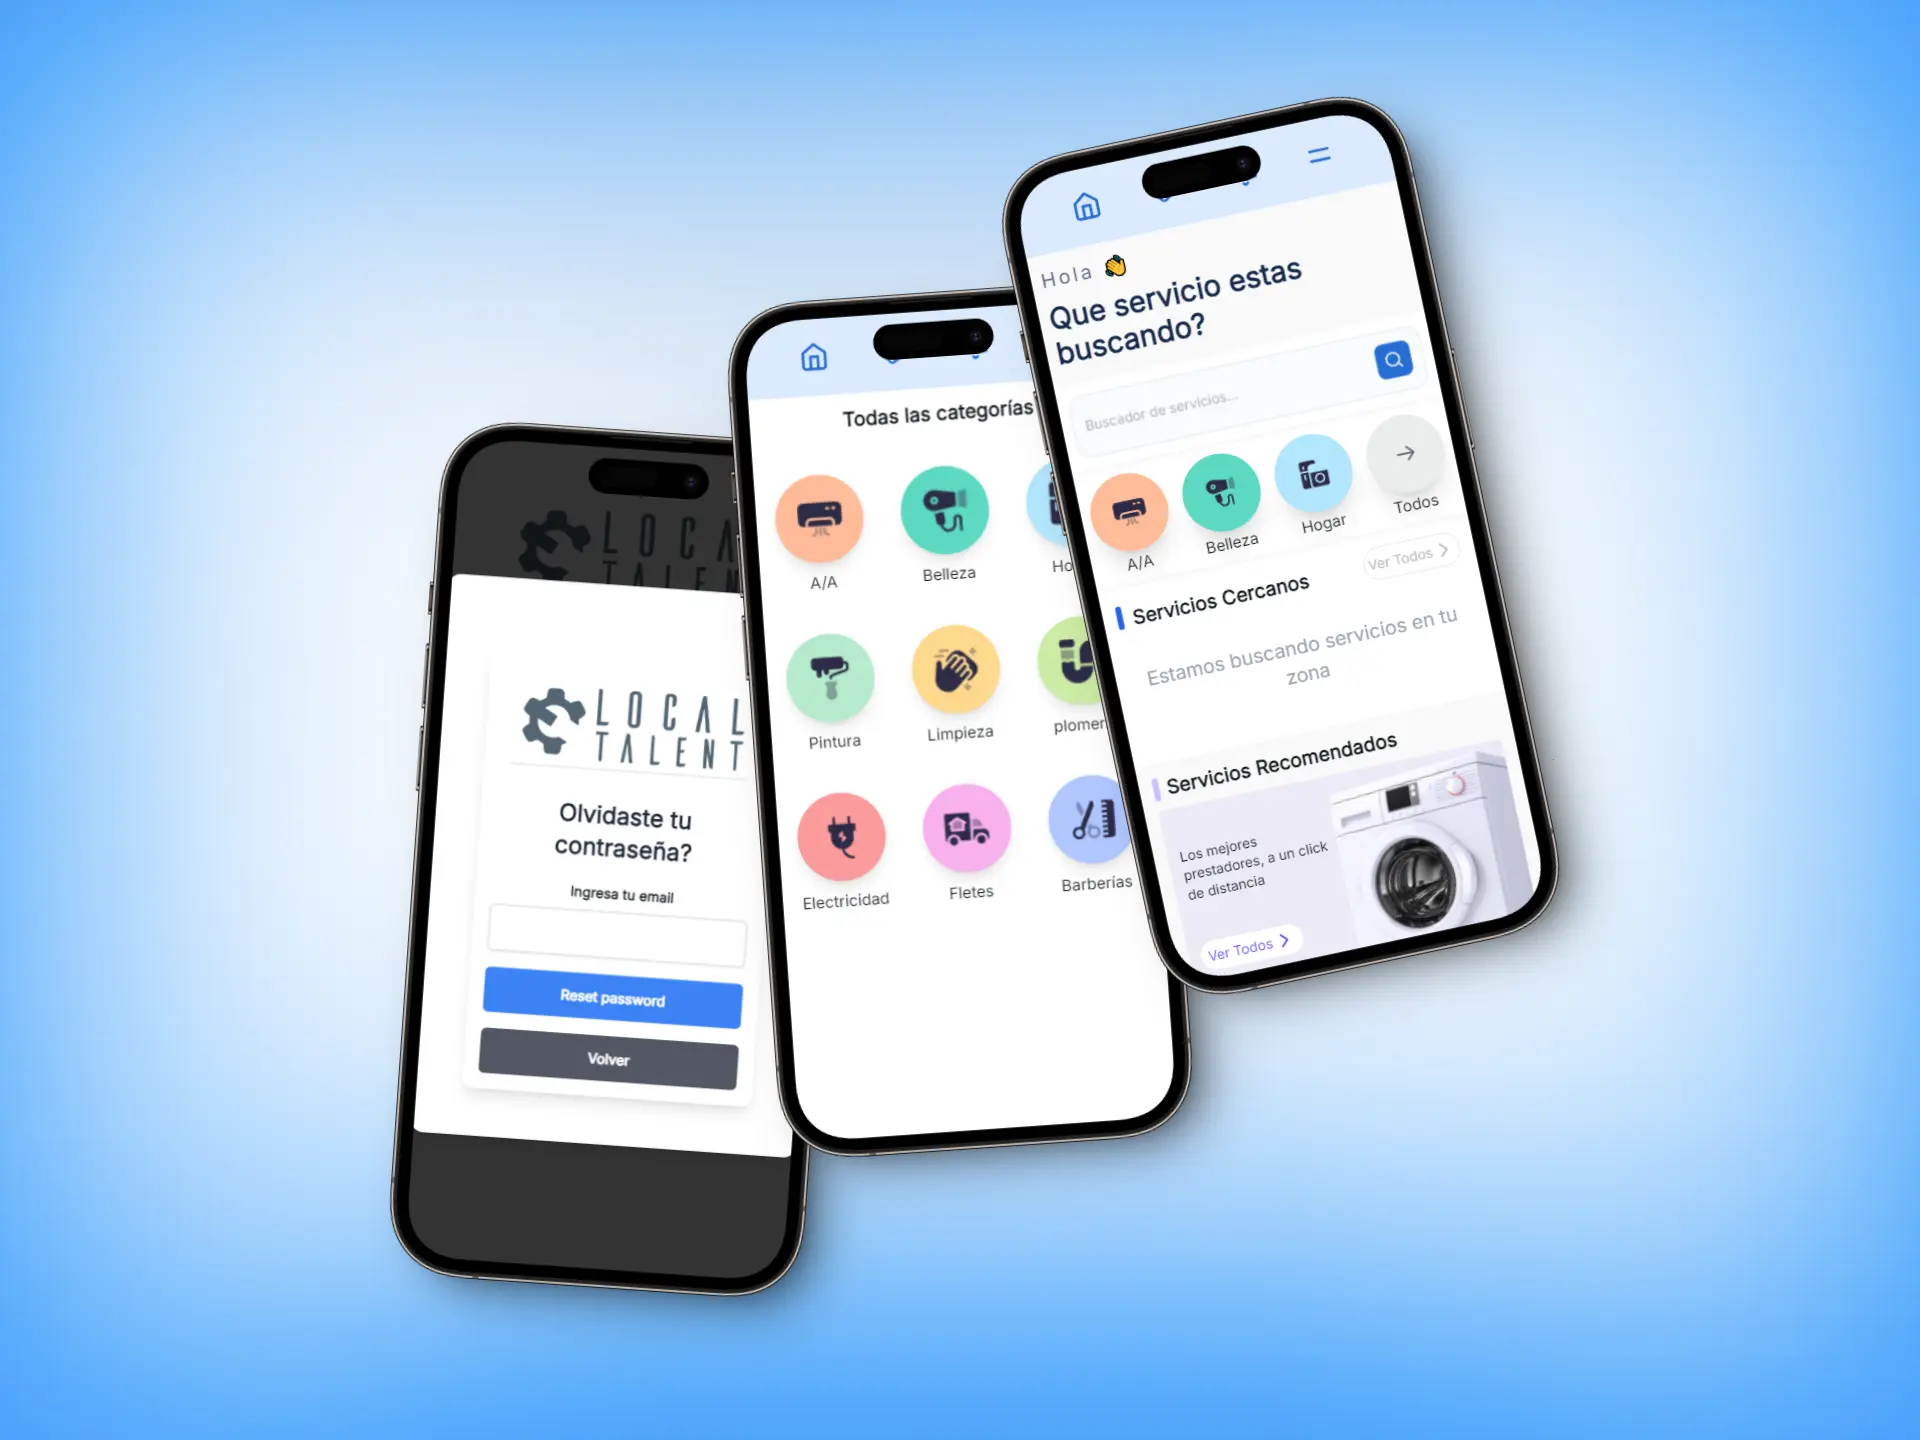 LOCAL
TALENT
LOCAL
TALENT
Olvidaste tu
contraseña?
Ingresa tu email
Reset password
Volver
Todas las categorías
A/A
Belleza
Pintura
Limpieza
Electricidad
Fletes
Barberías
Hola 👋
Que servicio estas
buscando?
Buscador de servicios...
A/A
Belleza
Hogar
Todos
Servicios Cercanos
Ver Todos
Estamos buscando servicios en tu
zona
Servicios Recomendados
Los mejores
prestadores, a un click
de distancia
Ver Todos